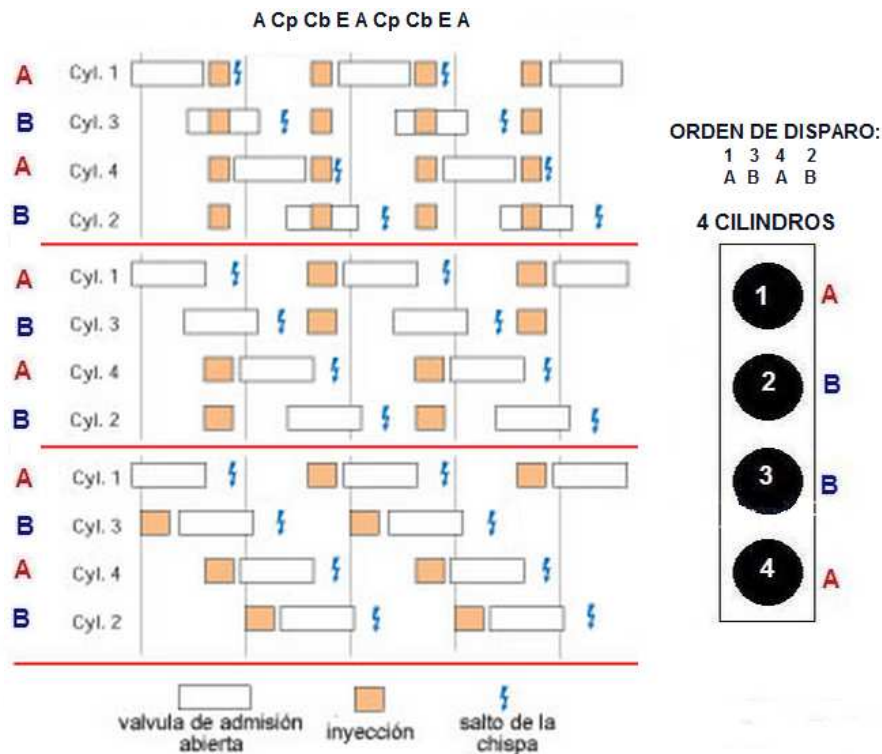 A Cp Cb E A Cp Cb E A
A Cyl. 1
B Cyl. 3
A Cyl. 4
B Cyl. 2
A Cyl. 1
B Cyl. 3
A Cyl. 4
B Cyl. 2
A Cyl. 1
B Cyl. 3
A Cyl. 4
B Cyl. 2
valvula de admisión
abierta
inyección
salto de la
chispa
ORDEN DE DISPARO:
1 3 4 2
A B A B
4 CILINDROS
1 A
2 B
3 B
4 A